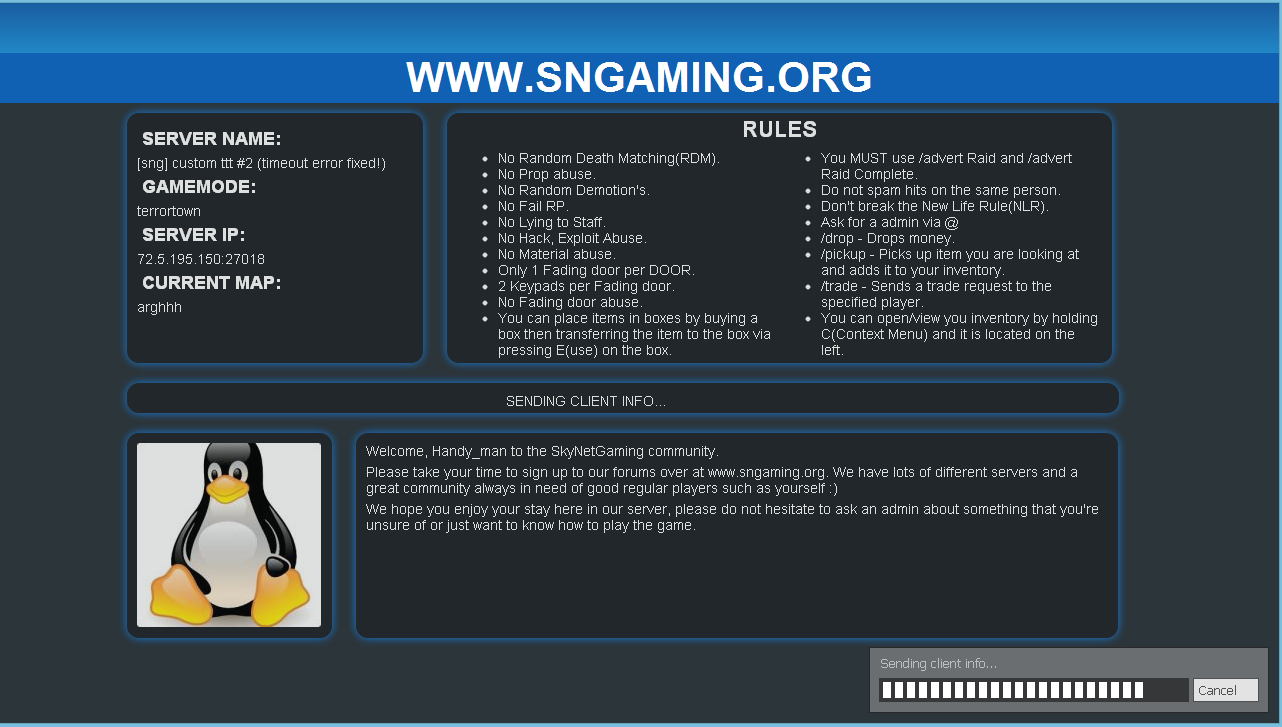 WWW.SNGAMING.ORG
SERVER NAME:
[sng] custom ttt #2 (timeout error fixed!)
GAMEMODE:
terrortown
SERVER IP:
72.5.195.150:27018
CURRENT MAP:
arghhh
RULES
No Random Death Matching(RDM).
No Prop abuse.
No Random Demotion's.
No Fail RP.
No Lying to Staff.
No Hack, Exploit Abuse.
No Material abuse.
Only 1 Fading door per DOOR.
2 Keypads per Fading door.
No Fading door abuse.
You can place items in boxes by buying a
box then transferring the item to the box via
pressing E(use) on the box.
You MUST use /advert Raid and /advert
Raid Complete.
Do not spam hits on the same person.
Don't break the New Life Rule(NLR).
Ask for a admin via @
/drop - Drops money.
/pickup - Picks up item you are looking at
and adds it to your inventory.
/trade - Sends a trade request to the
specified player.
You can open/view you inventory by holding
C(Context Menu) and it is located on the
left.
SENDING CLIENT INFO...
Welcome, Handy_man to the SkyNetGaming community.
Please take your time to sign up to our forums over at www.sngaming.org. We have lots of different servers and a
great community always in need of good regular players such as yourself :)
We hope you enjoy your stay here in our server, please do not hesitate to ask an admin about something that you're
unsure of or just want to know how to play the game.
Sending client info...
Cancel